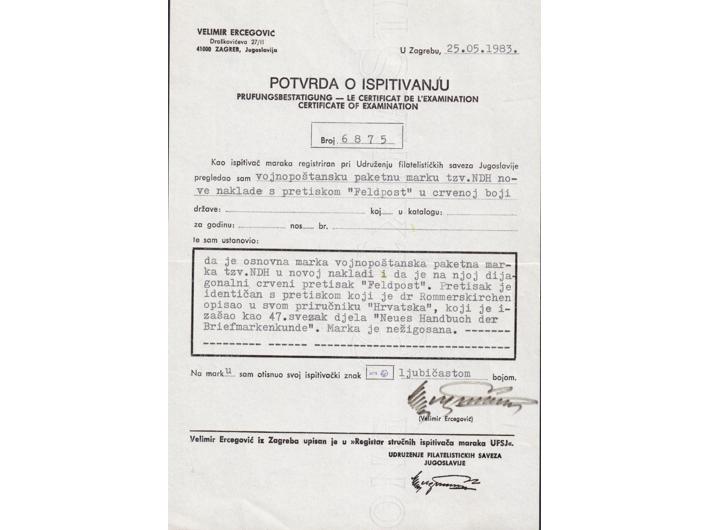 VELIMIR ERCEGOVIĆ
Draškovićeva 27/II
41000 ZAGREB, Jugoslavija
U Zagrebu, 25.05.1983.
POTVRDA O ISPITIVANJU
PRÜFUNGSBESTÄTIGUNG — LE CERTIFICAT DE L'EXAMINATION
CERTIFICATE OF EXAMINATION
Broj 6875
Kao ispitivač maraka registriran pri Udruženju filatelističkih saveza Jugoslavije
pregledao sam vojnopoštansku paketnu marku tzv.NDH no-
ve naklade s pretiskom "Feldpost" u crvenoj boji
države: koj u katalogu:
za godinu: nos br.
te sam ustanovio:
da je osnovna marka vojnopoštanska paketna mar-
ka tzv.NDH u novoj nakladi i da je na njoj dija-
gonalni crveni pretisak "Feldpost". Pretisak je
identičan s pretiskom koji je dr Rommerskirchen
opisao u svom priručniku "Hrvatska", koji je i-
zašao kao 47.svezak djela "Neues Handbuch der
Briefmarkenkunde". Marka je nežigosana. -------
--------- ------ ---------------------------
Na marku sam otisnuo svoj ispitivački znak ljubičastom bojom.
(Velimir Ercegović)
Velimir Ercegović iz Zagreba upisan je u »Registar stručnih ispitivača maraka UFSJ«.
UDRUŽENJE FILATELISTIČKIH SAVEZA
JUGOSLAVIJE